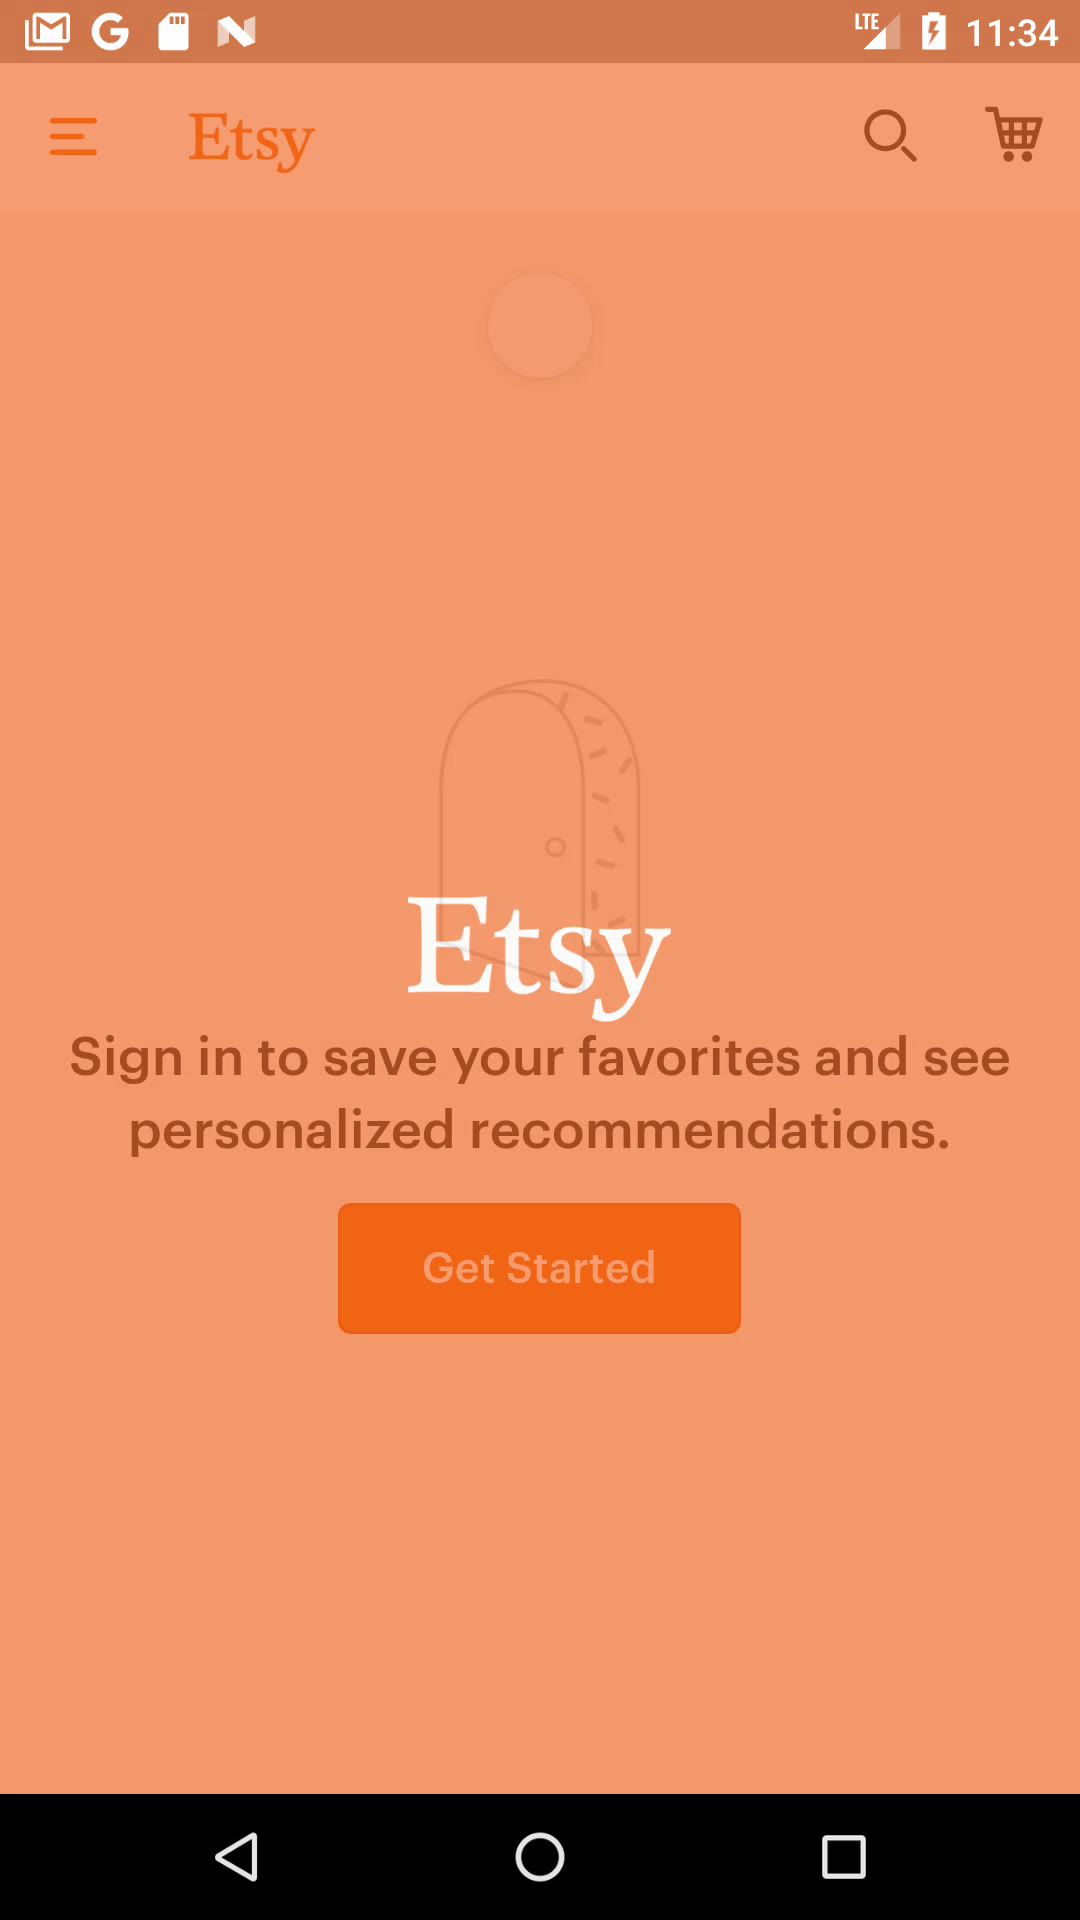 LTE 11:34
Etsy
Etsy
Sign in to save your favorites and see
personalized recommendations.
Get Started